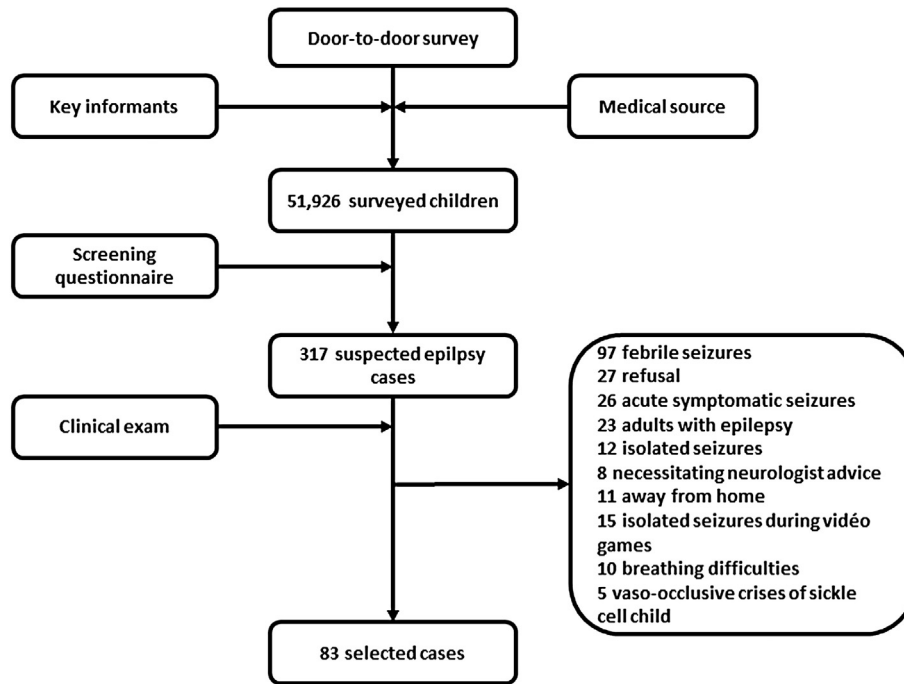 Door-to-door survey
Key informants
Medical source
51,926 surveyed children
Screening
questionnaire
317 suspected epilpsy
cases
Clinical exam
97 febrile seizures
27 refusal
26 acute symptomatic seizures
23 adults with epilepsy
12 isolated seizures
8 necessitating neurologist advice
11 away from home
15 isolated seizures during vidéo
games
10 breathing difficulties
5 vaso-occlusive crises of sickle
cell child
83 selected cases